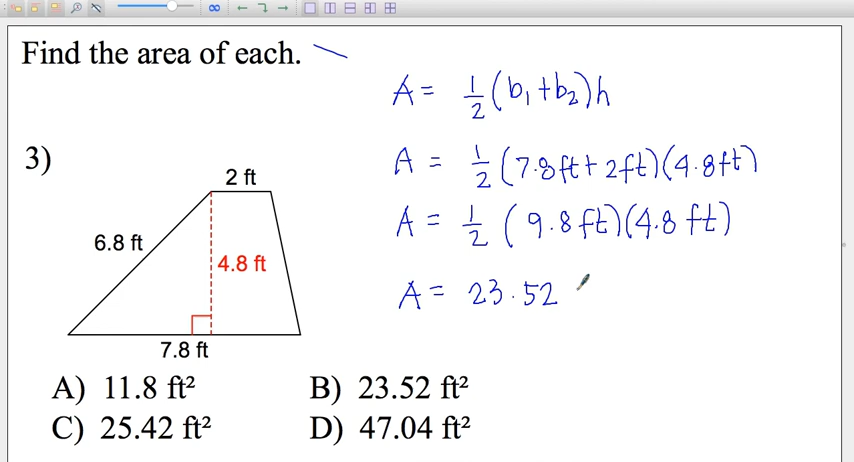 Find the area of each.
A = 1/2 (b₁ + b₂)h
3)
2 ft
A = 1/2 (7.8ft + 2ft)(4.8ft)
6.8 ft
A = 1/2 (9.8 ft)(4.8 ft)
4.8 ft
A = 23.52
7.8 ft
A) 11.8 ft² B) 23.52 ft²
C) 25.42 ft² D) 47.04 ft²